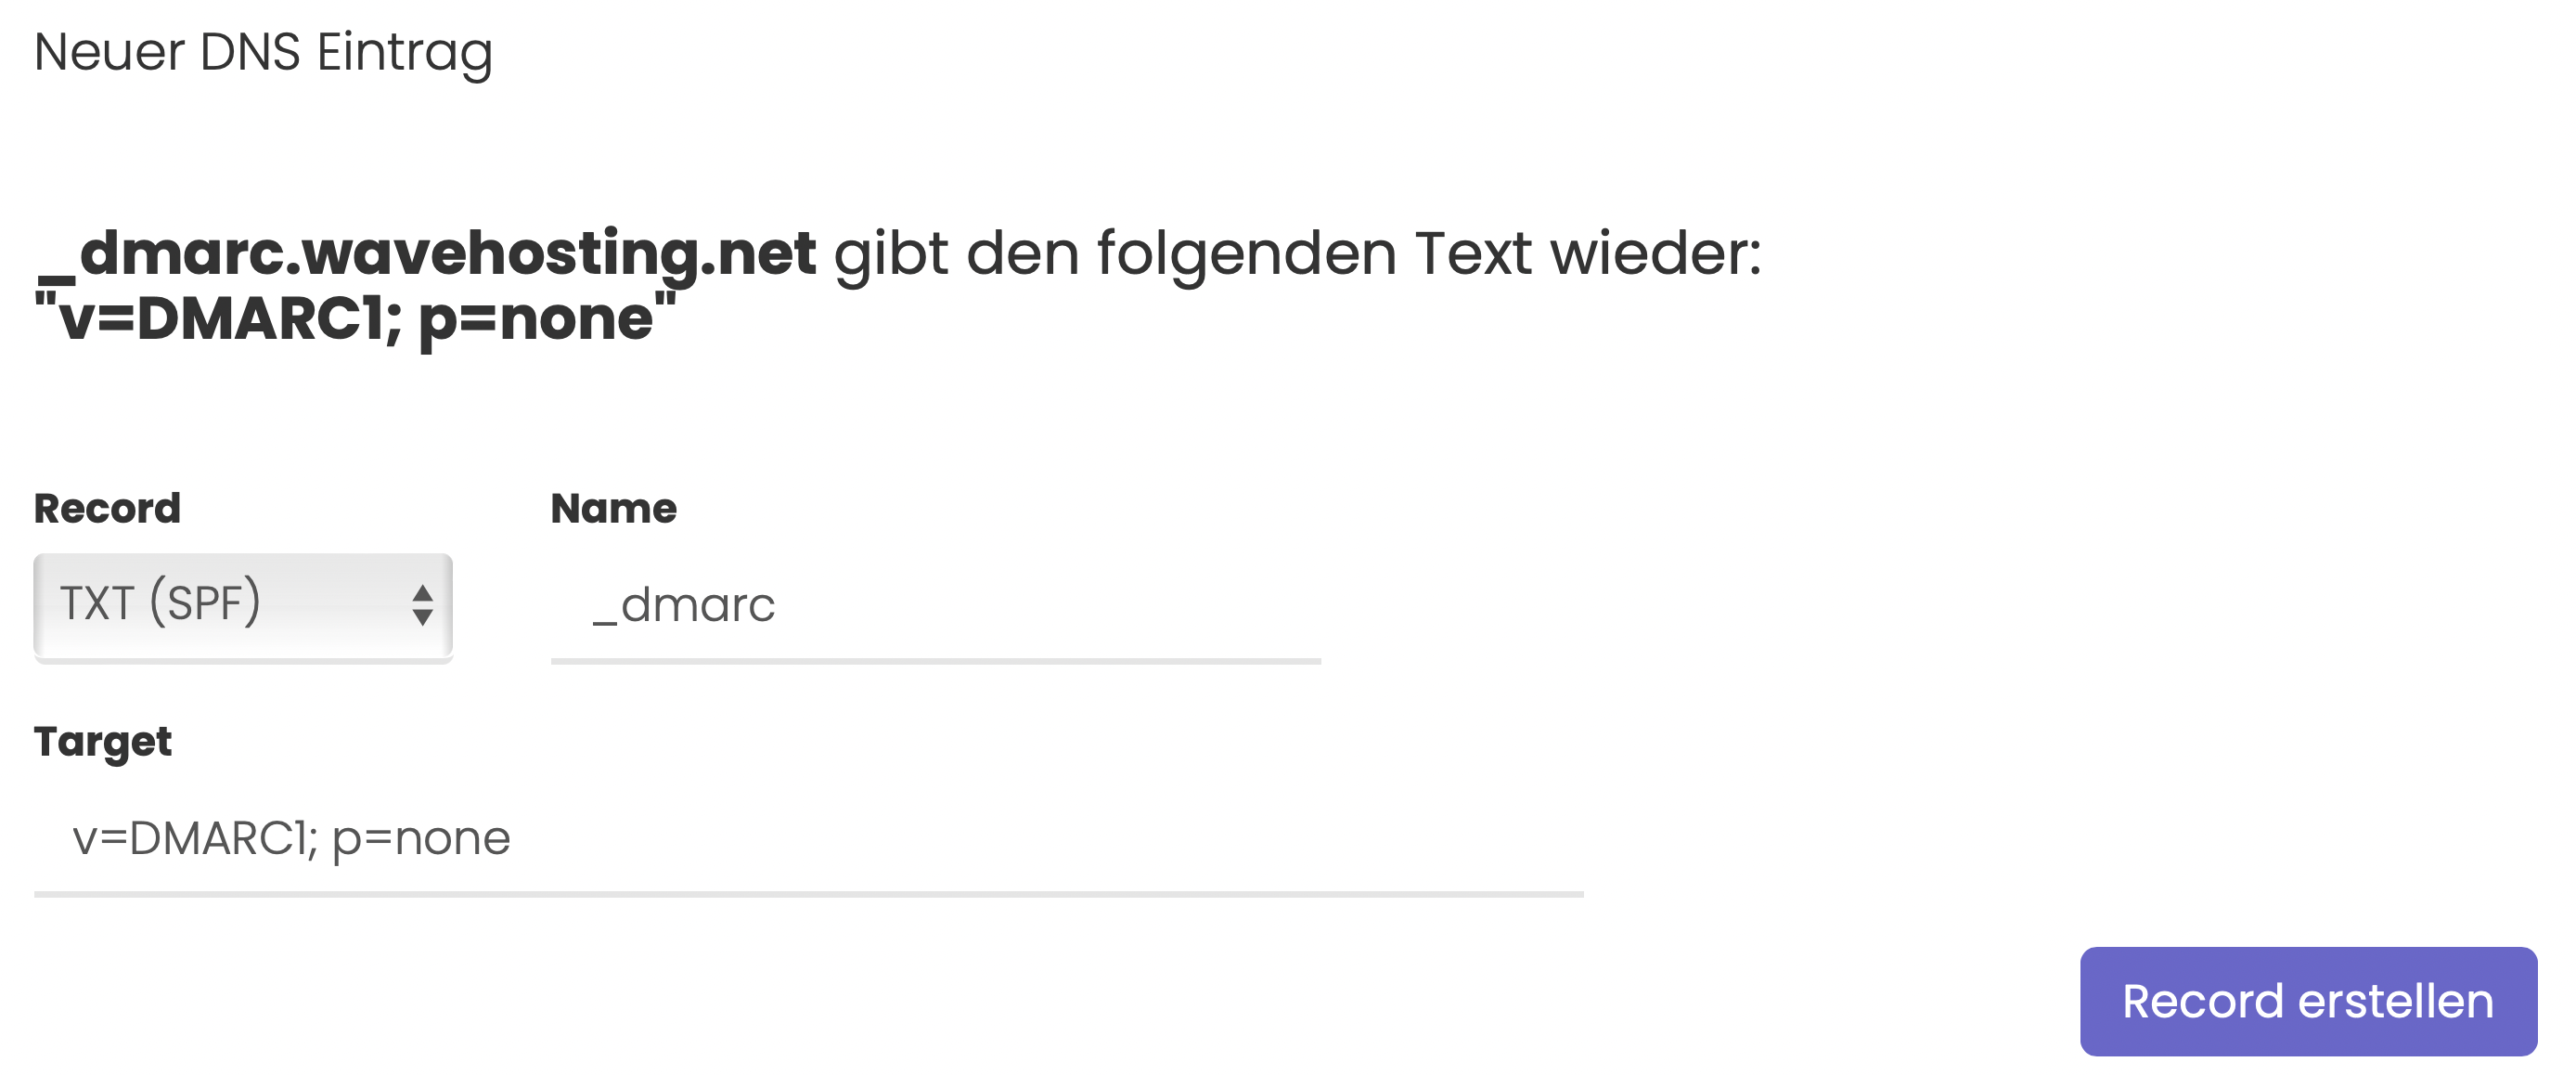 Neuer DNS Eintrag
_dmarc.wavehosting.net gibt den folgenden Text wieder:
"v=DMARC1; p=none"
Record
Name
TXT (SPF)
_dmarc
Target
v=DMARC1; p=none
Record erstellen